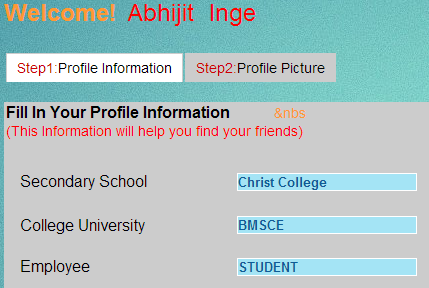 Welcome! Abhijit Inge
Step1:Profile Information Step2:Profile Picture
Fill In Your Profile Information &nbs
(This Information will help you find your friends)
Secondary School Christ College
College University BMSCE
Employee STUDENT